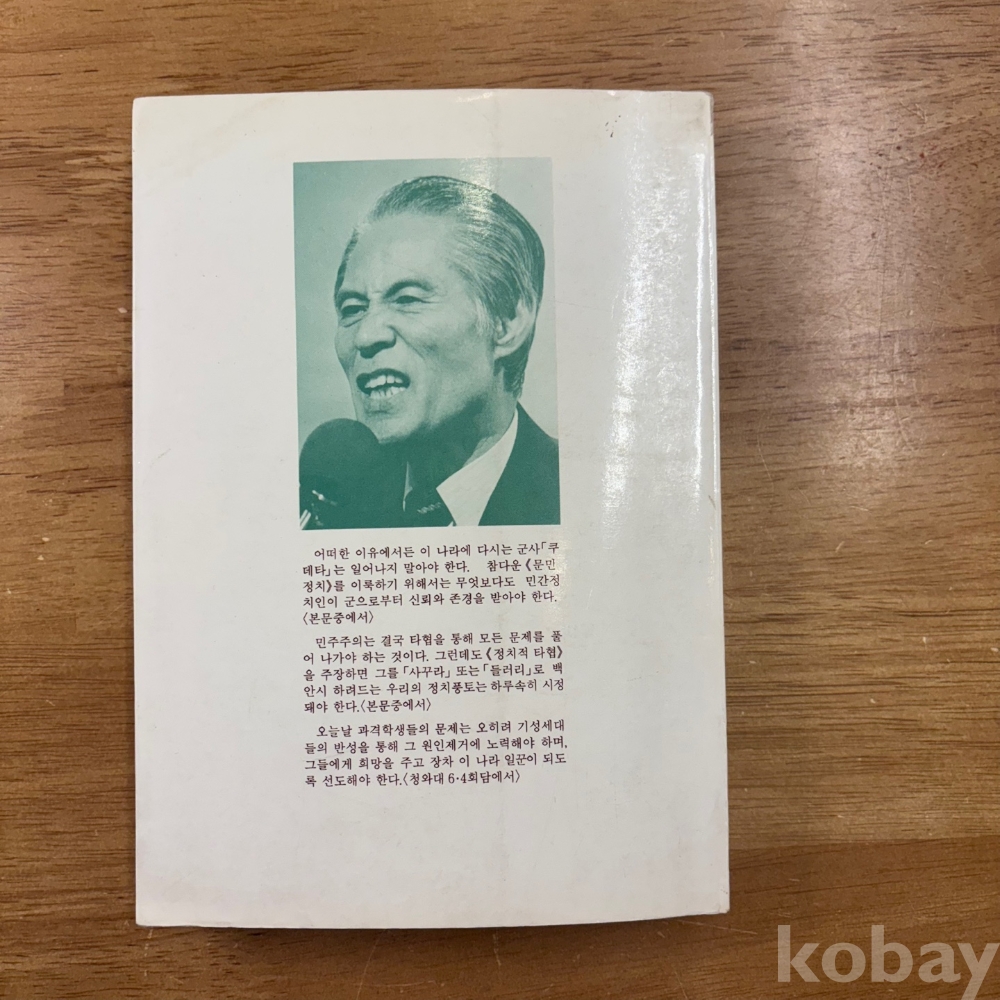 어떠한 이유에서든 이 나라에 다시는 군사「쿠
데타」는 일어나지 말아야 한다. 참다운《문민
정치》를 이룩하기 위해서는 무엇보다도 민간정
치인이 군으로부터 신뢰와 존경을 받아야 한다.
〈본문중에서〉
민주주의는 결국 타협을 통해 모든 문제를 풀
어 나가야 하는 것이다. 그런데도《정치적 타협》
을 주장하면 그를「사꾸라」또는「들러리」로 백
안시 하려드는 우리의 정치풍토는 하루속히 시정
돼야 한다.〈본문중에서〉
오늘날 과격학생들의 문제는 오히려 기성세대
들의 반성을 통해 그 원인제거에 노력해야 하며,
그들에게 희망을 주고 장차 이 나라 일꾼이 되도
록 선도해야 한다.〈청와대 6·4회담에서〉
kobay